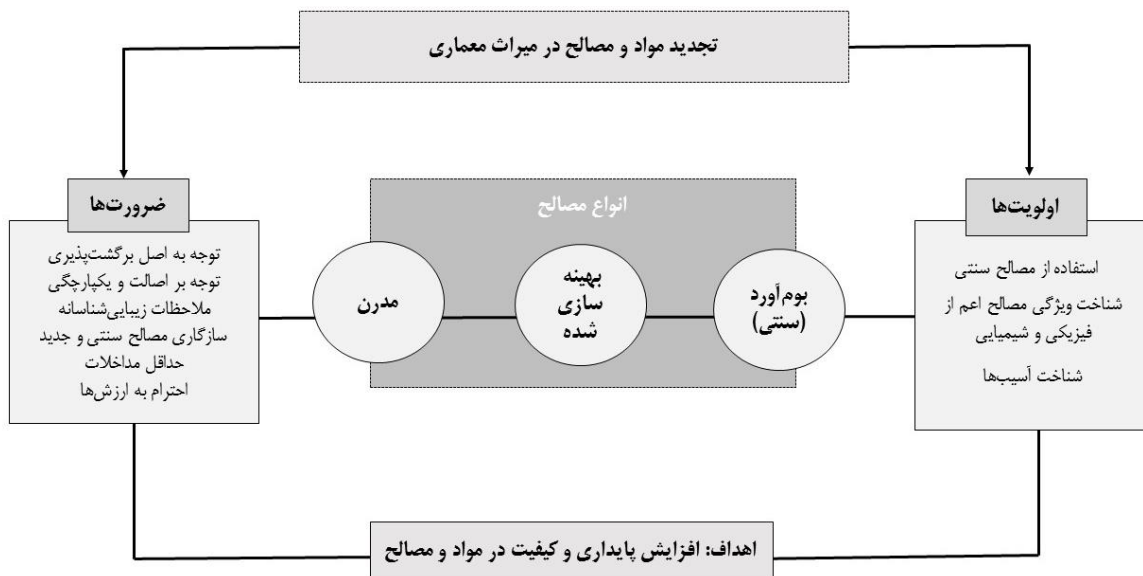 تجدید مواد و مصالح در میراث معماری
اولویت‌ها
استفاده از مصالح سنتی
شناخت ویژگی مصالح اعم از
فیزیکی و شیمیایی
شناخت آسیب‌ها
انواع مصالح
بوم‌آورد
(سنتی)
بهینه
سازی
شده
مدرن
ضرورت‌ها
توجه به اصل برگشت‌پذیری
توجه بر اصالت و یکپارچگی
ملاحظات زیبایی‌شناسانه
سازگاری مصالح سنتی و جدید
حداقل مداخلات
احترام به ارزش‌ها
اهداف: افزایش پایداری و کیفیت در مواد و مصالح